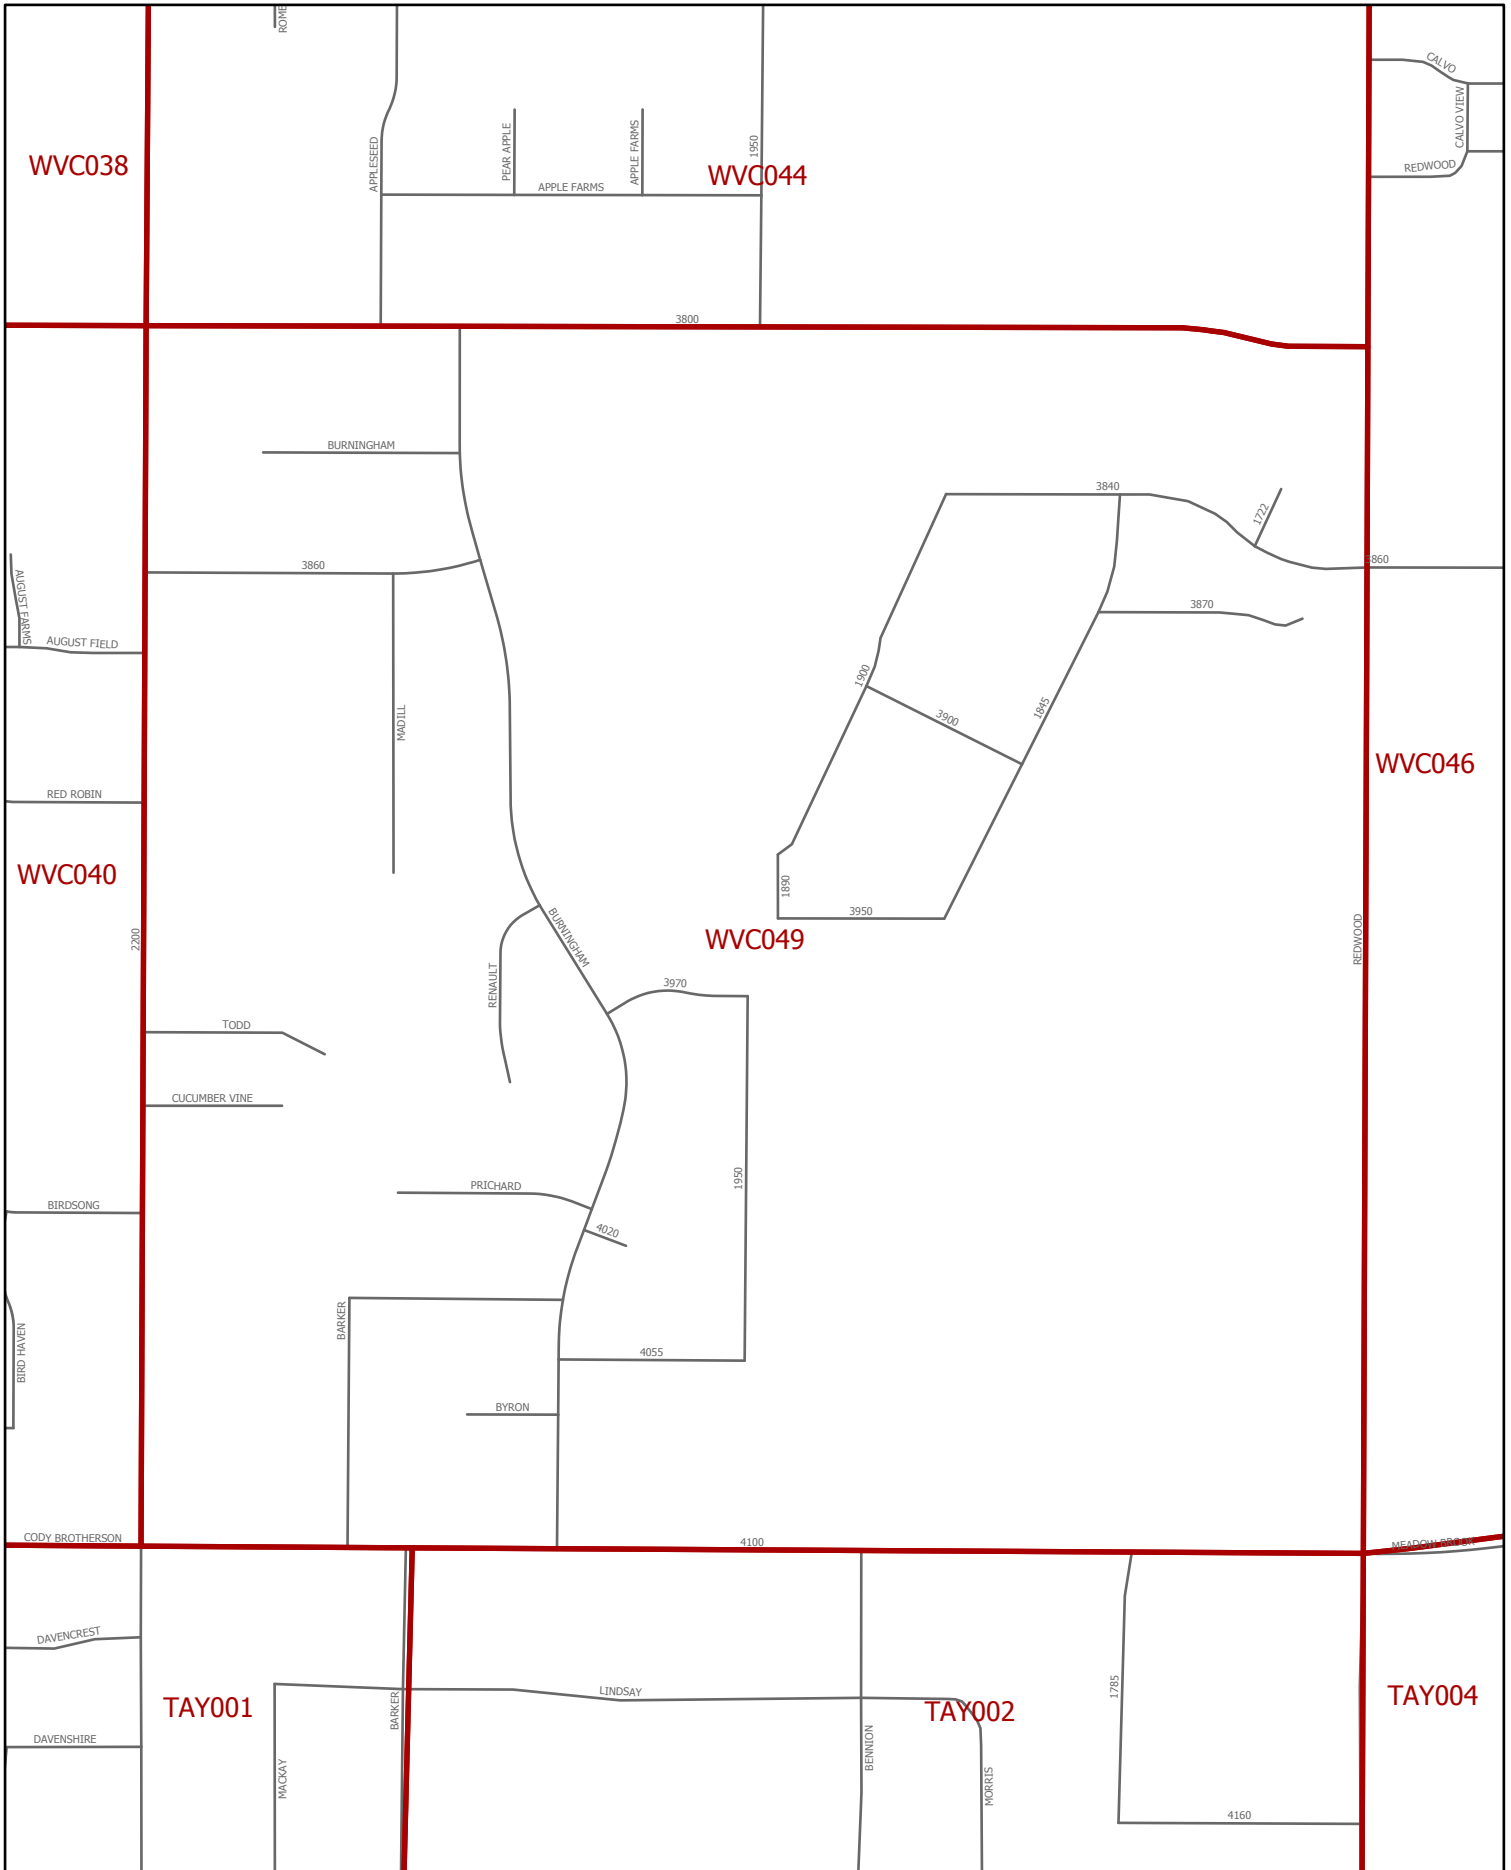 ROME
CALVO
CALVO VIEW
REDWOOD
APPLESEED
PEAR APPLE
APPLE FARMS
1950
WVC038
WVC044
APPLE FARMS
3800
BURNINGHAM
3840
1722
3860
3860
AUGUST FARMS
AUGUST FIELD
3870
1900
3900
1845
MADILL
WVC046
RED ROBIN
WVC040
1890
3950
2200
BURNINGHAM
WVC049
REDWOOD
RENAULT
3970
TODD
CUCUMBER VINE
PRICHARD
1950
BIRDSONG
4020
BARKER
BIRD HAVEN
4055
BYRON
CODY BROTHERSON
4100
MEADOW BROOK
DAVENCREST
TAY001
BARKER
LINDSAY
TAY002
1785
TAY004
DAVENSHIRE
MACKAY
BENNION
MORRIS
4160